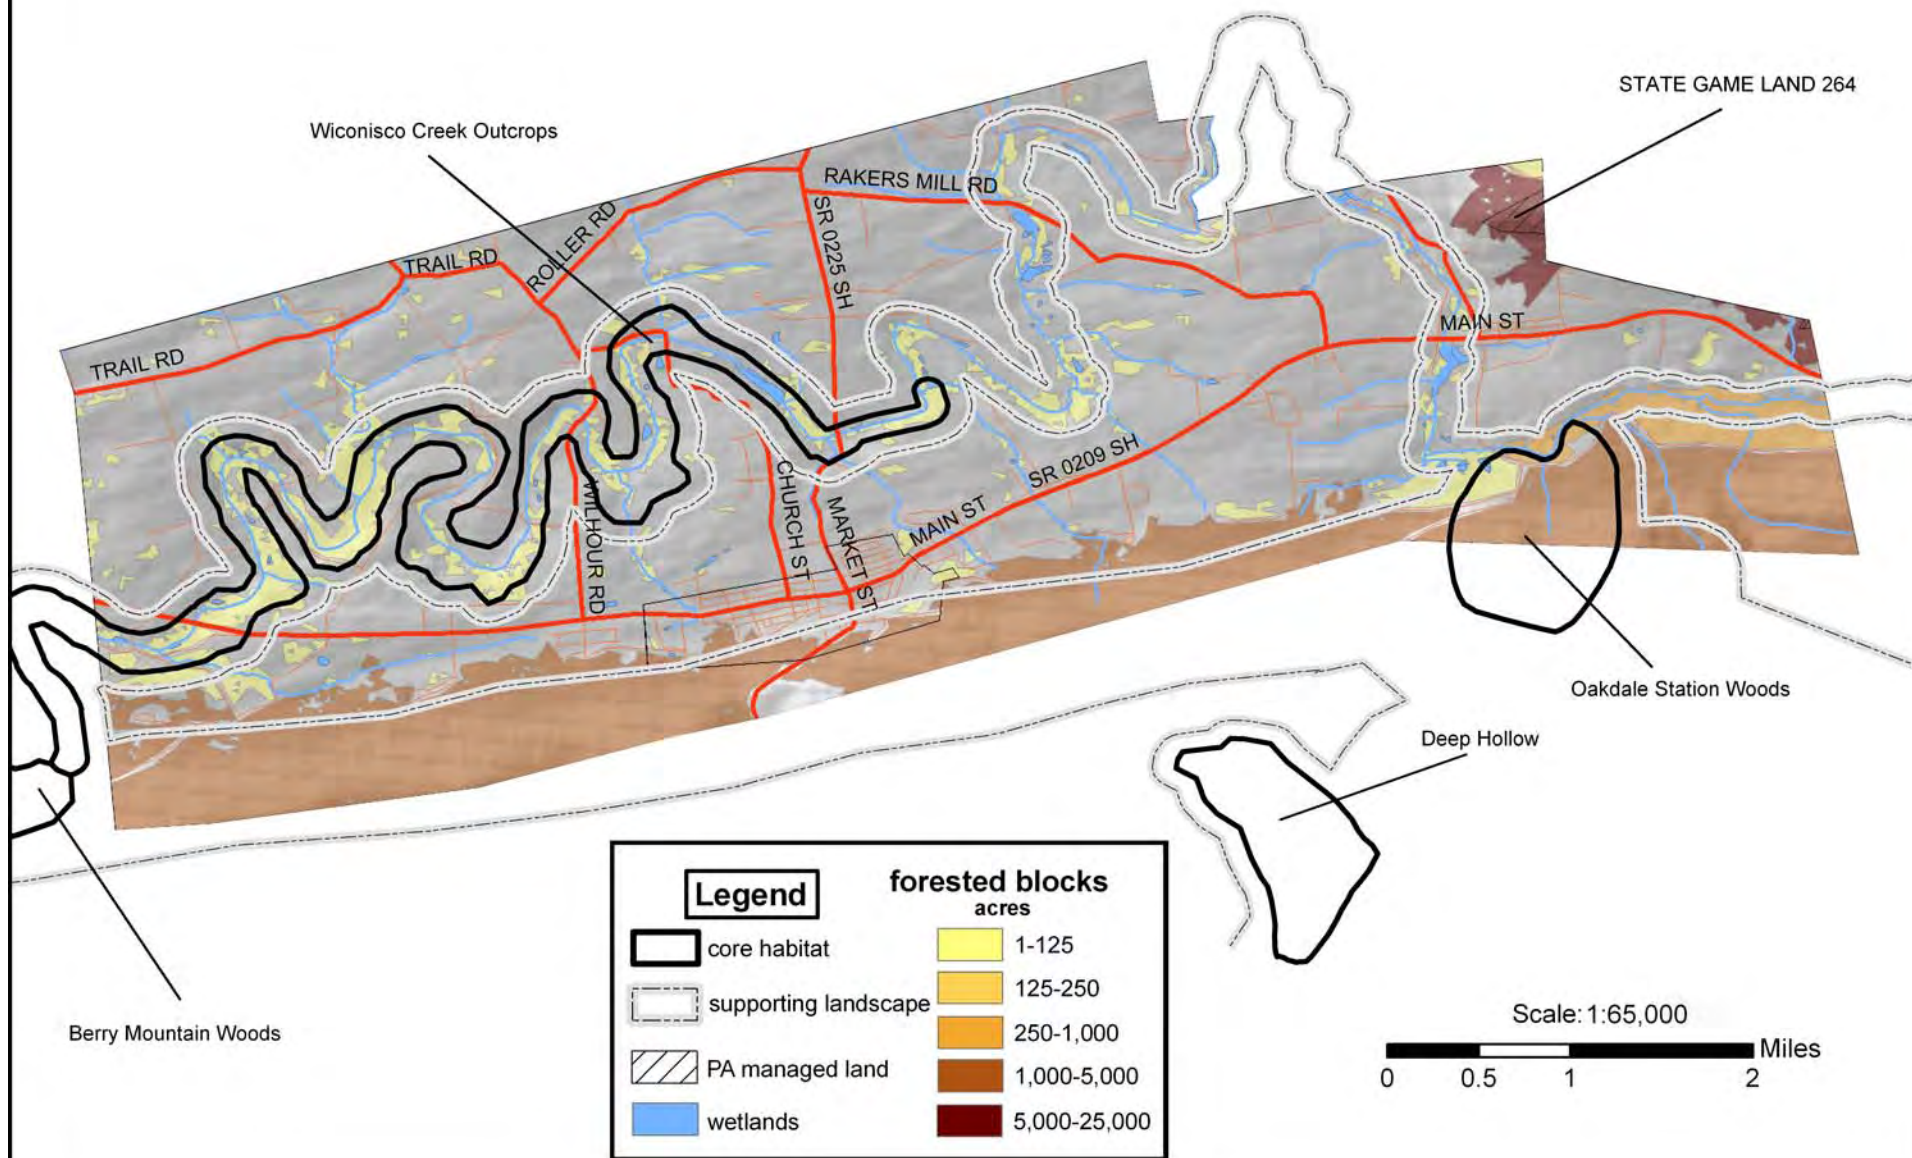 STATE GAME LAND 264
Wiconisco Creek Outcrops
RAKERS MILL RD
ROLLER RD
SR 0225 SH
TRAIL RD
TRAIL RD
MAIN ST
SR 0209 SH
MAIN ST
WILHOUR RD
CHURCH ST
MARKET ST
Oakdale Station Woods
Deep Hollow
Berry Mountain Woods
Legend
core habitat
supporting landscape
PA managed land
wetlands
forested blocks
acres
1-125
125-250
250-1,000
1,000-5,000
5,000-25,000
Scale: 1:65,000
Miles
0 0.5 1 2